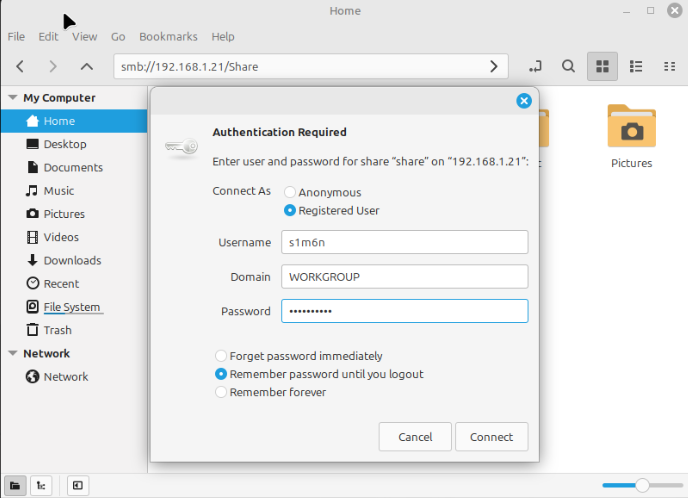 Home
File Edit View Go Bookmarks Help
smb://192.168.1.21/Share
My Computer
Home
Desktop
Documents
Music
Pictures
Videos
Downloads
Recent
File System
Trash
Network
Network
Authentication Required
Enter user and password for share “share” on “192.168.1.21”:
Connect As
Anonymous
Registered User
Username s1m6n
Domain WORKGROUP
Password ••••••••••
Forget password immediately
Remember password until you logout
Remember forever
Cancel Connect
Pictures